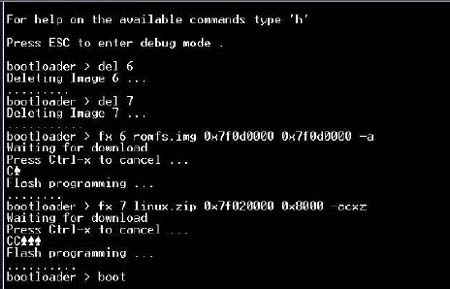 For help on the available commands type 'h'
Press ESC to enter debug mode .
bootloader > del 6
Deleting Image 6 ...
.........
bootloader > del 7
Deleting Image 7 ...
...........
bootloader > fx 6 romfs.img 0x7f0d0000 0x7f0d0000 -a
Waiting for download
Press Ctrl-x to cancel ...
C♠
Flash programming ...
........
bootloader > fx 7 linux.zip 0x7f020000 0x8000 -acxz
Waiting for download
Press Ctrl-x to cancel ...
CC♠♠♠
Flash programming ...
..........
bootloader > boot